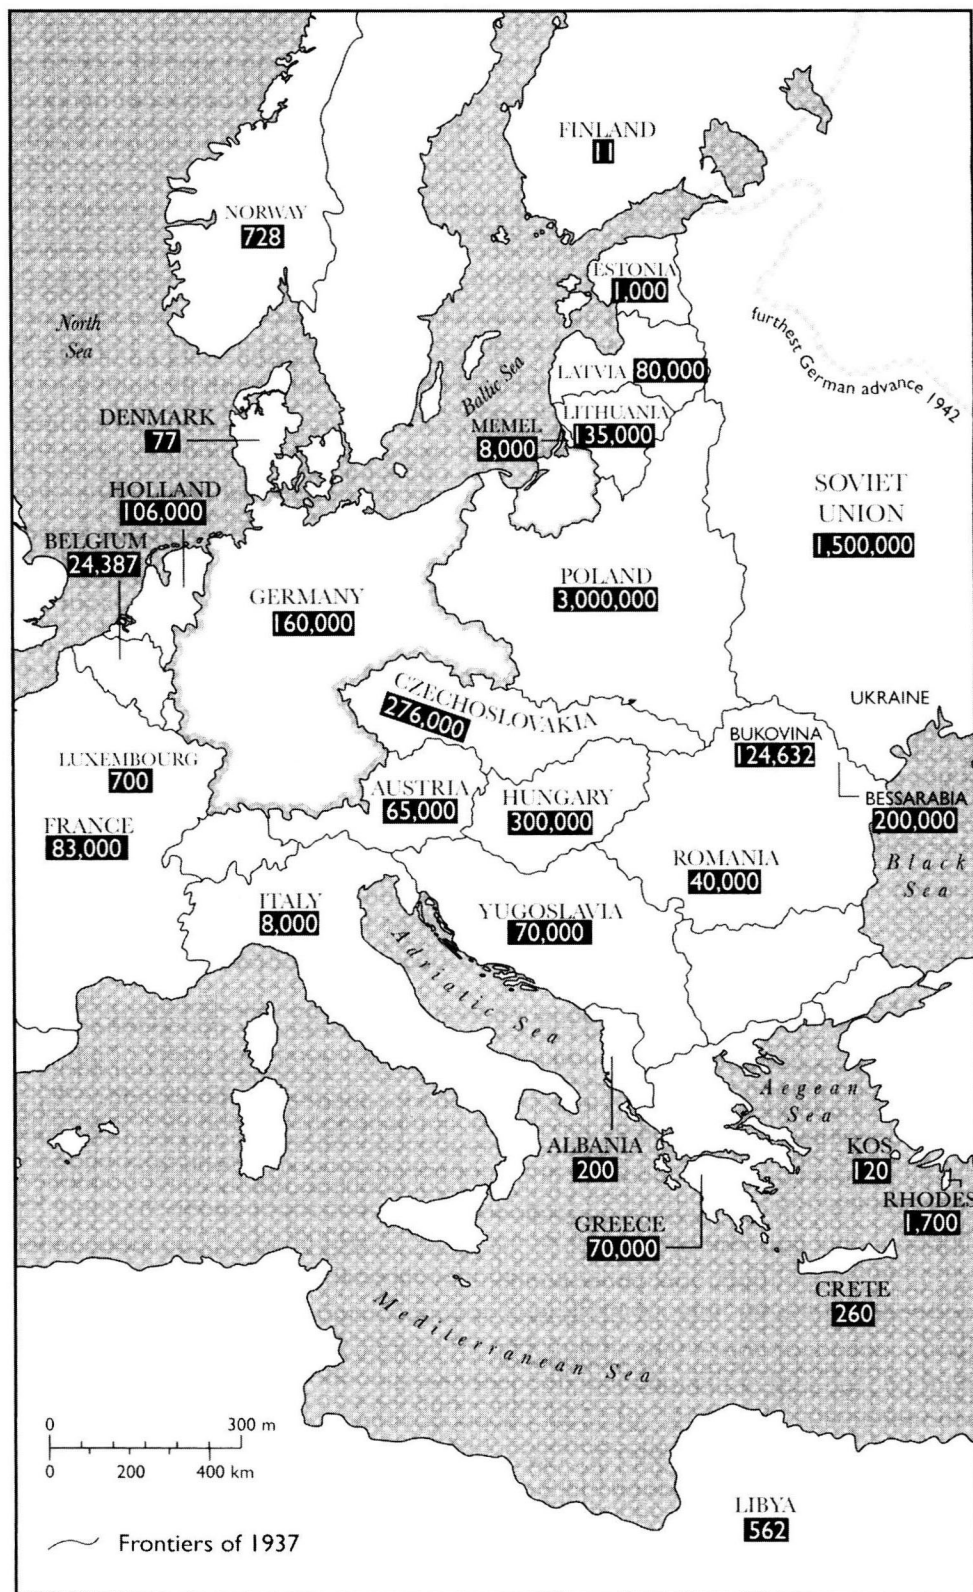 FINLAND
11
NORWAY
728
ESTONIA
1,000
North
Sea
furthest German advance 1942
Baltic Sea
LATVIA 80,000
DENMARK
77
LITHUANIA
135,000
MEMEL
8,000
HOLLAND
106,000
SOVIET
UNION
1,500,000
BELGIUM
24,387
GERMANY
160,000
POLAND
3,000,000
CZECHOSLOVAKIA
276,000
UKRAINE
BUKOVINA
124,632
LUXEMBOURG
700
AUSTRIA
65,000
HUNGARY
300,000
BESSARABIA
200,000
FRANCE
83,000
ROMANIA
40,000
Black
Sea
ITALY
8,000
YUGOSLAVIA
70,000
Adriatic Sea
Aegean
Sea
ALBANIA
200
KOS
120
RHODES
1,700
GREECE
70,000
CRETE
260
Mediterranean Sea
0 300 m
0 200 400 km
LIBYA
562
Frontiers of 1937